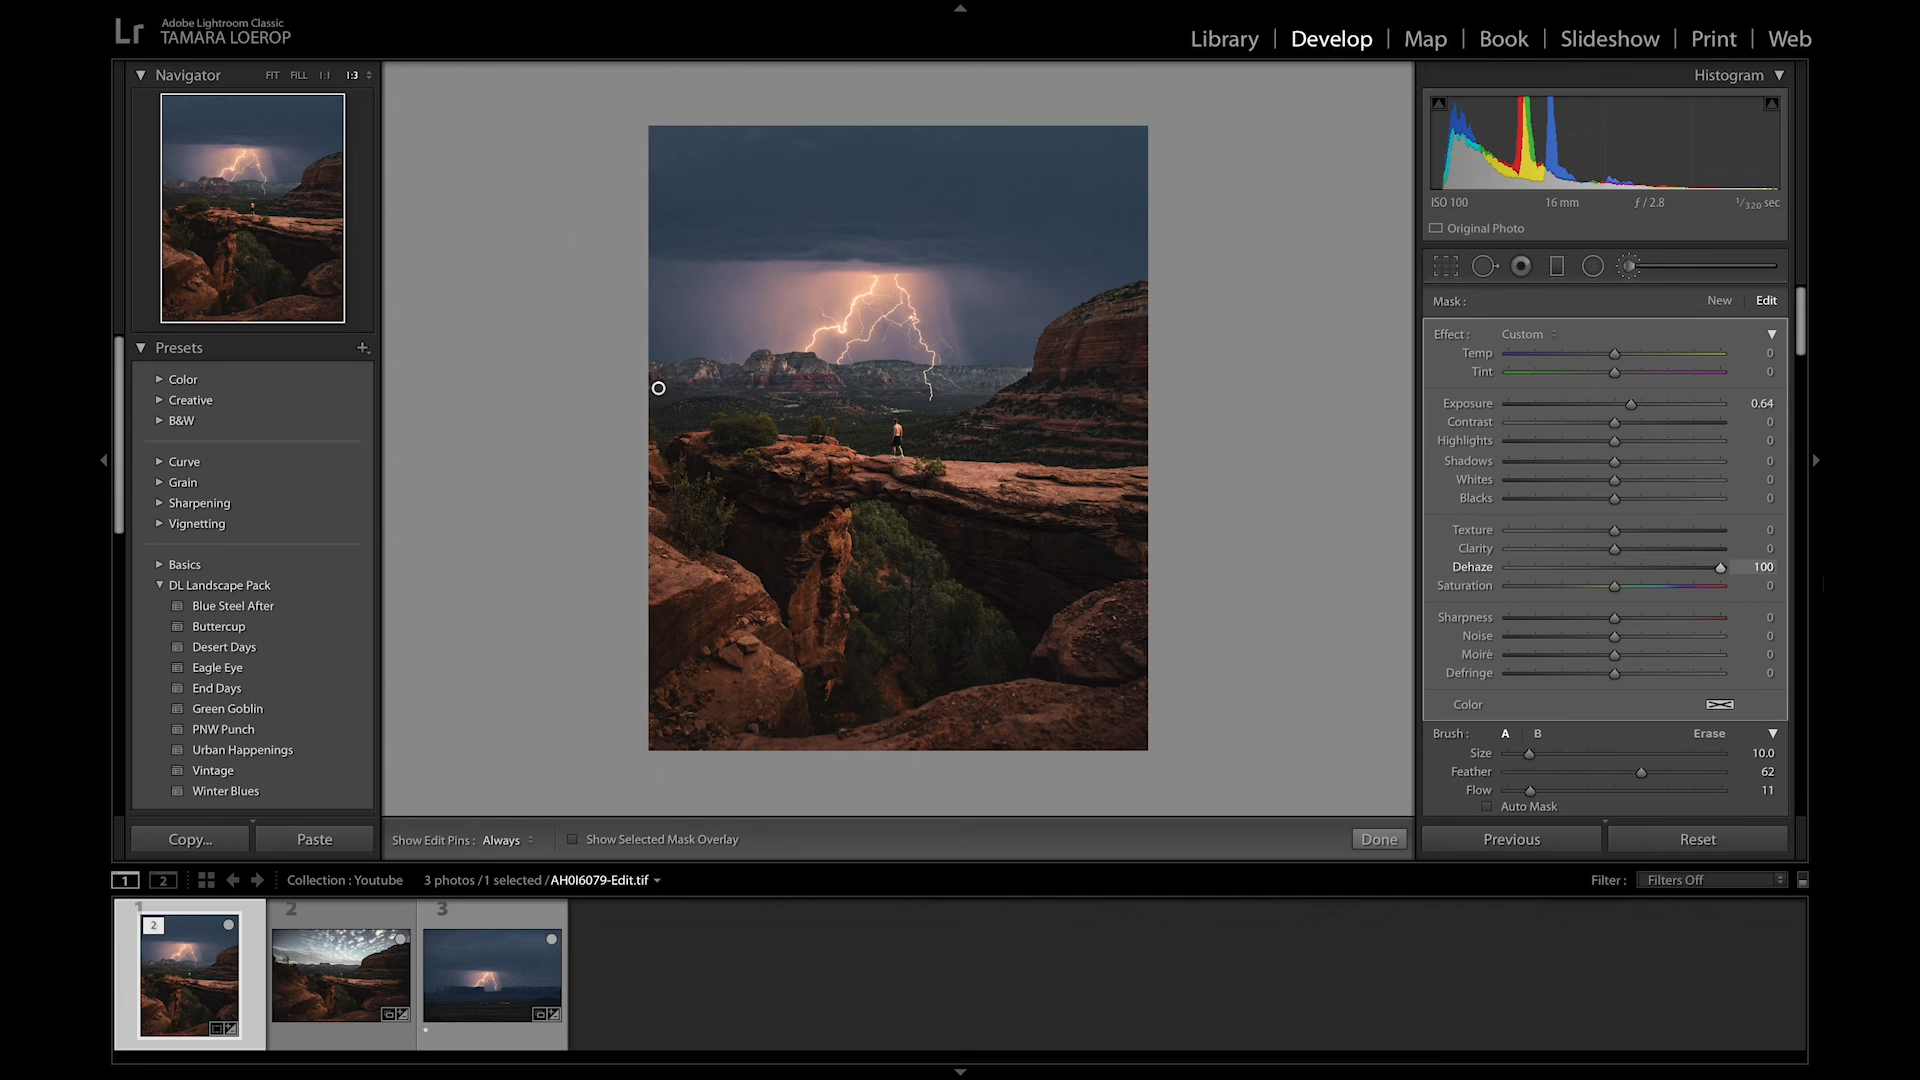 Lr
Adobe Lightroom Classic
TAMARA LOEROP
Library | Develop | Map | Book | Slideshow | Print | Web
Navigator FIT FILL 1:1 1:3
Presets
Color
Creative
B&W
Curve
Grain
Sharpening
Vignetting
Basics
DL Landscape Pack
Blue Steel After
Buttercup
Desert Days
Eagle Eye
End Days
Green Goblin
PNW Punch
Urban Happenings
Vintage
Winter Blues
Copy... Paste
Show Edit Pins : Always Show Selected Mask Overlay Done
Histogram
ISO 100 16 mm ƒ / 2.8 1/320 sec
Original Photo
Mask : New Edit
Effect : Custom
Temp 0
Tint 0
Exposure 0.64
Contrast 0
Highlights 0
Shadows 0
Whites 0
Blacks 0
Texture 0
Clarity 0
Dehaze 100
Saturation 0
Sharpness 0
Noise 0
Moiré 0
Defringe 0
Color
Brush : A B Erase
Size 10.0
Feather 62
Flow 11
Auto Mask
Previous Reset
1 2 Collection : Youtube 3 photos / 1 selected / AH0I6079-Edit.tif Filter : Filters Off
1 2 3
2